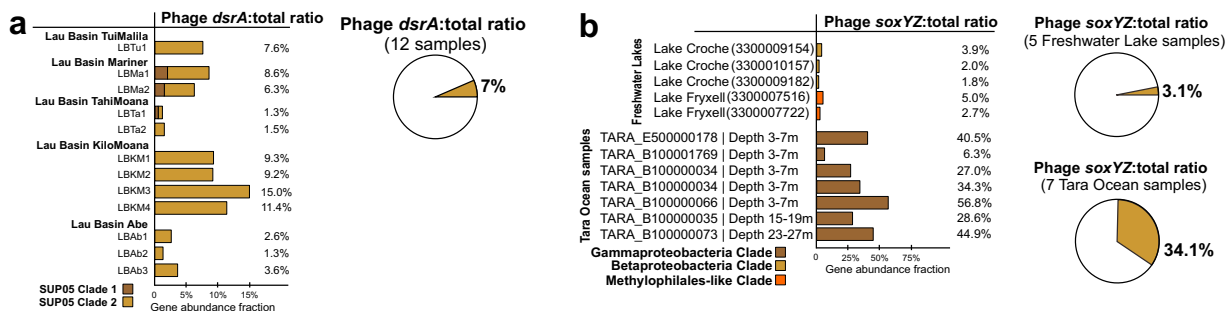 a
Phage dsrA:total ratio
Lau Basin TuiMalila
LBTu1 7.6%
Lau Basin Mariner
LBMa1 8.6%
LBMa2 6.3%
Lau Basin TahiMoana
LBTa1 1.3%
LBTa2 1.5%
Lau Basin KiloMoana
LBKM1 9.3%
LBKM2 9.2%
LBKM3 15.0%
LBKM4 11.4%
Lau Basin Abe
LBAb1 2.6%
LBAb2 1.3%
LBAb3 3.6%
SUP05 Clade 1
SUP05 Clade 2
0 5% 10% 15%
Gene abundance fraction
Phage dsrA:total ratio
(12 samples)
7%
b
Phage soxYZ:total ratio
Freshwater Lakes
Lake Croche (3300009154) 3.9%
Lake Croche (3300010157) 2.0%
Lake Croche (3300009182) 1.8%
Lake Fryxell (3300007516) 5.0%
Lake Fryxell (3300007722) 2.7%
Tara Ocean samples
TARA_E500000178 | Depth 3-7m 40.5%
TARA_B100001769 | Depth 3-7m 6.3%
TARA_B100000034 | Depth 3-7m 27.0%
TARA_B100000034 | Depth 3-7m 34.3%
TARA_B100000066 | Depth 3-7m 56.8%
TARA_B100000035 | Depth 15-19m 28.6%
TARA_B100000073 | Depth 23-27m 44.9%
Gammaproteobacteria Clade
Betaproteobacteria Clade
Methylophilales-like Clade
0 25% 50% 75%
Gene abundance fraction
Phage soxYZ:total ratio
(5 Freshwater Lake samples)
3.1%
Phage soxYZ:total ratio
(7 Tara Ocean samples)
34.1%